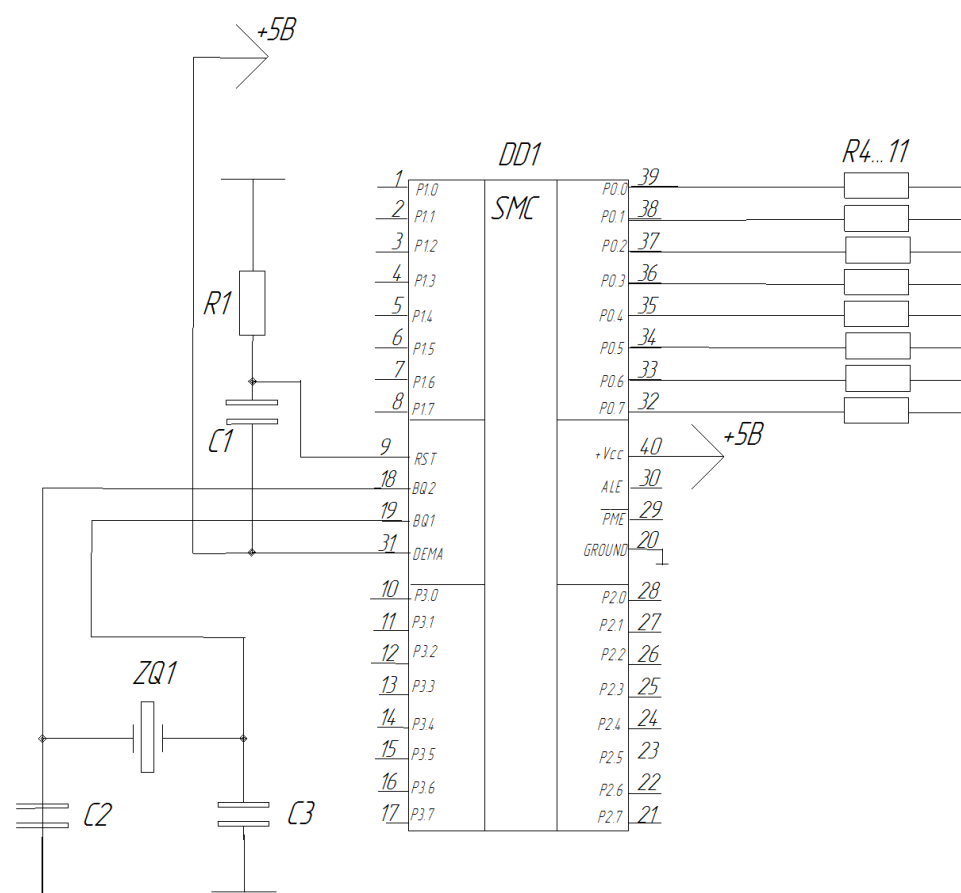 +5В
DD1
R4...11
SMC
1 P1.0
P0.0 39
2 P1.1
P0.1 38
3 P1.2
P0.2 37
4 P1.3
P0.3 36
R1
5 P1.4
P0.4 35
6 P1.5
P0.5 34
7 P1.6
P0.6 33
8 P1.7
P0.7 32
C1
+5В
9 RST
+Vcc 40
18 BQ2
ALE 30
19 BQ1
PME 29
31 DEMA
GROUND 20
10 P3.0
P2.0 28
11 P3.1
P2.1 27
12 P3.2
P2.2 26
ZQ1
13 P3.3
P2.3 25
14 P3.4
P2.4 24
15 P3.5
P2.5 23
16 P3.6
P2.6 22
C2
C3
17 P3.7
P2.7 21